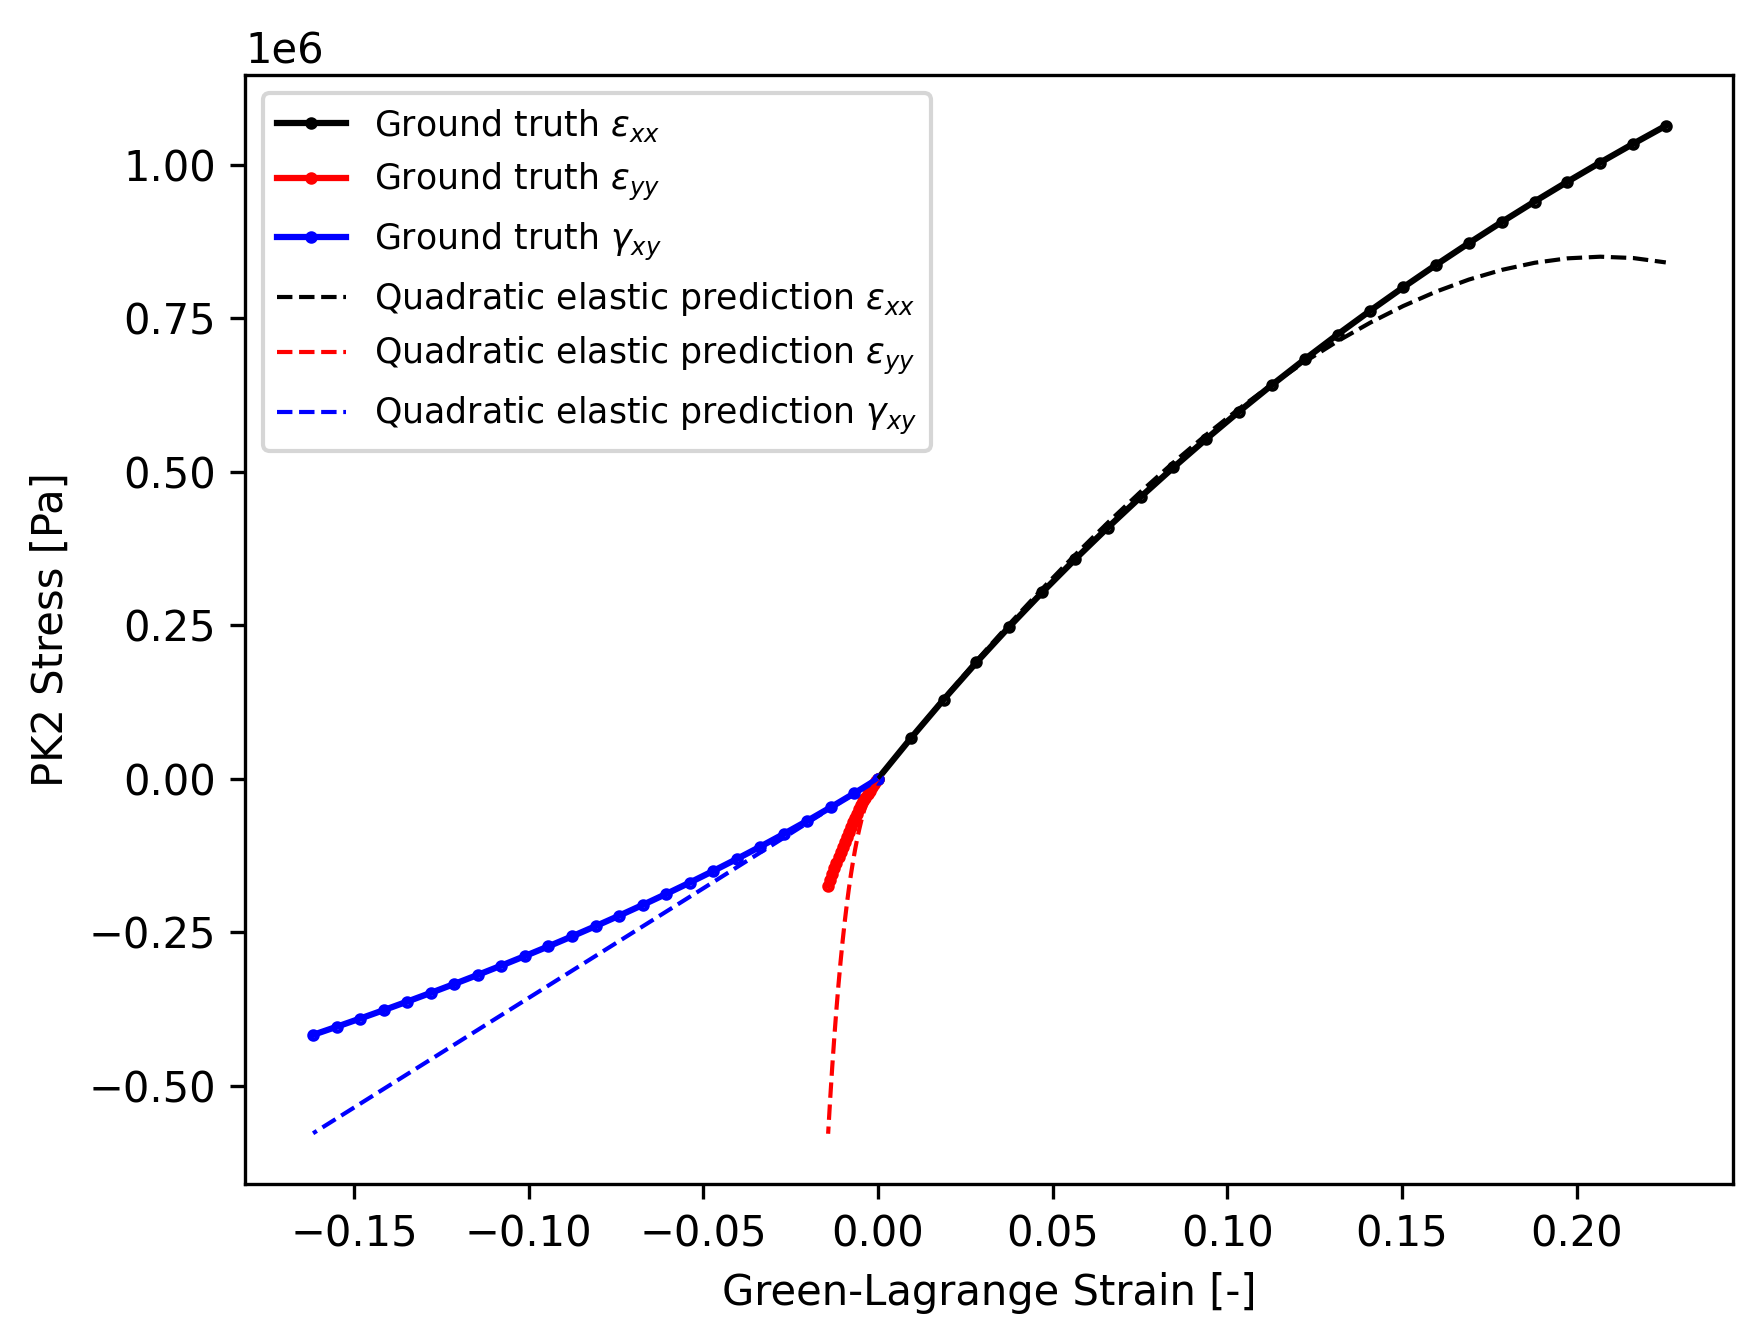 1e6
Ground truth εxx
Ground truth εyy
Ground truth γxy
Quadratic elastic prediction εxx
Quadratic elastic prediction εyy
Quadratic elastic prediction γxy
1.00
0.75
0.50
0.25
0.00
−0.25
−0.50
PK2 Stress [Pa]
−0.15 −0.10 −0.05 0.00 0.05 0.10 0.15 0.20
Green-Lagrange Strain [-]